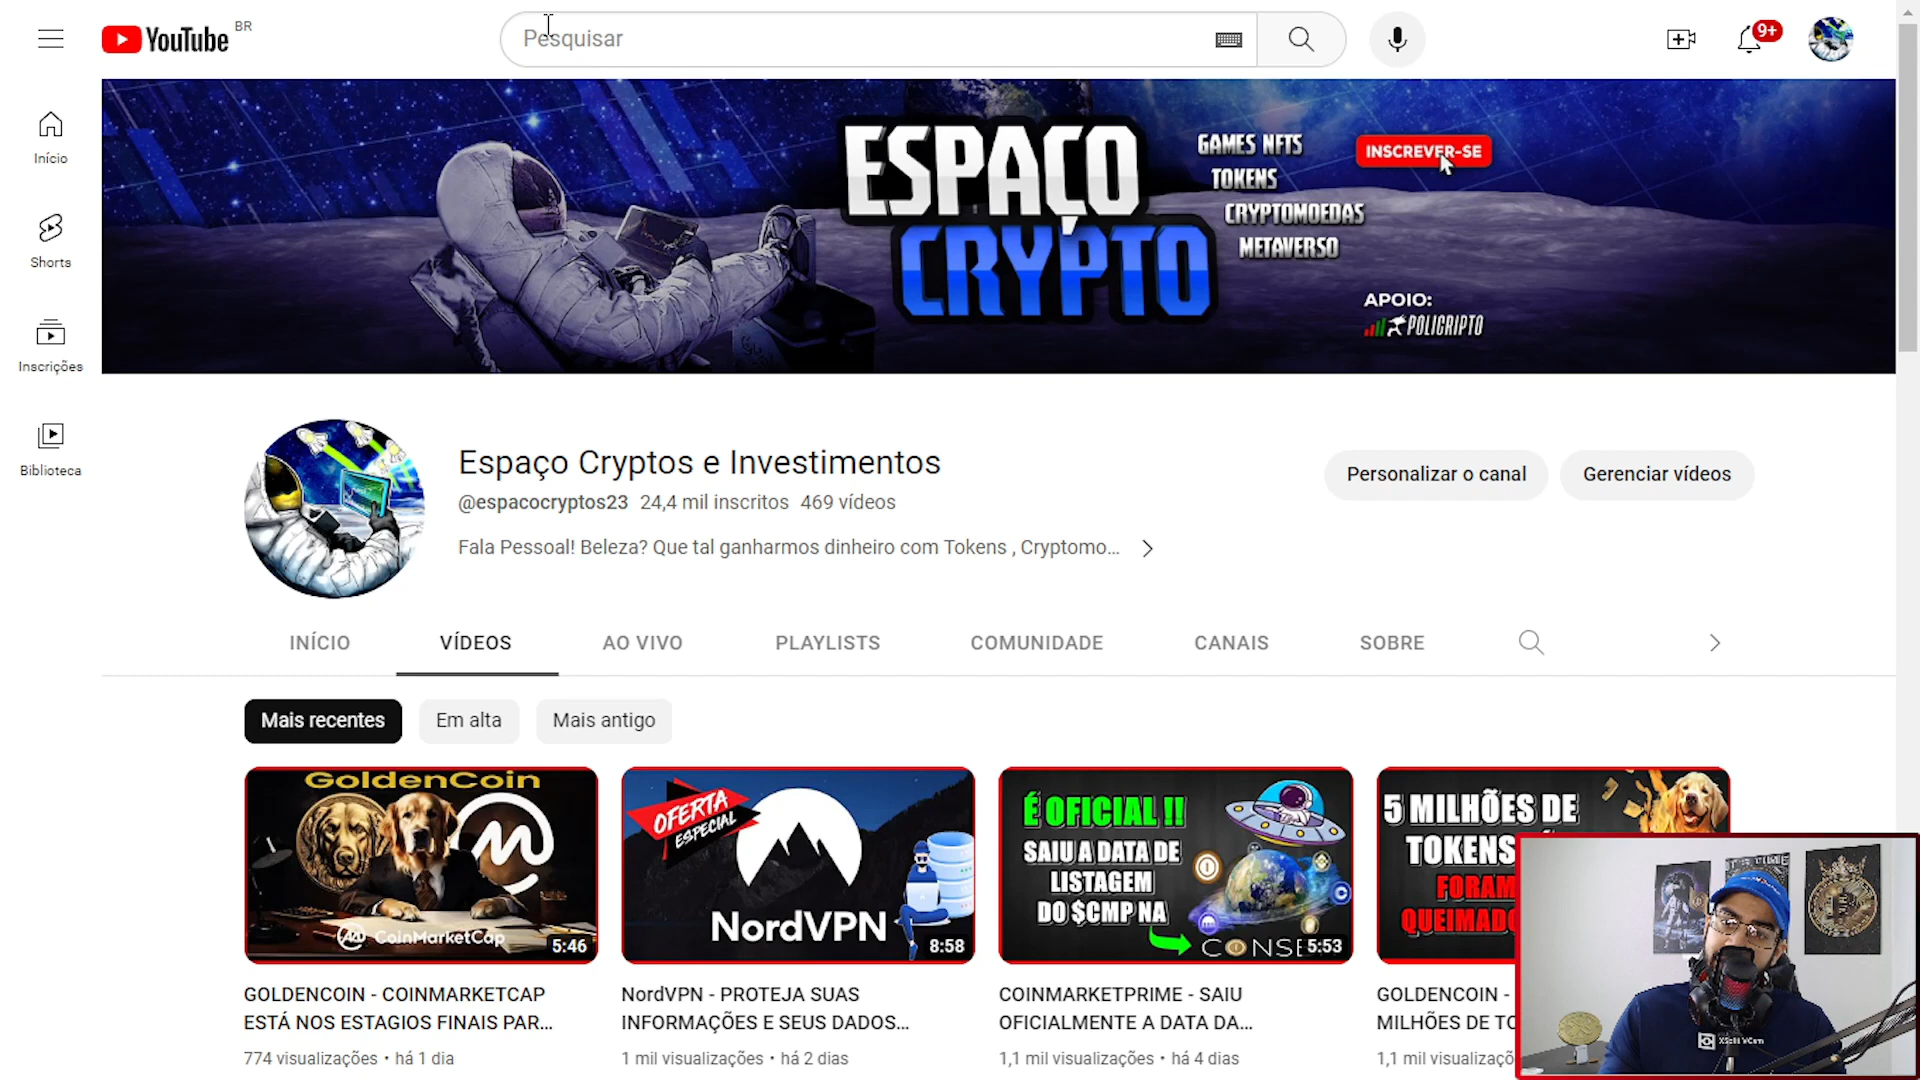 YouTube BR
Pesquisar
9+
Início
Shorts
Inscrições
Biblioteca
ESPAÇO
CRYPTO
GAMES NFTS
TOKENS
CRYPTOMOEDAS
METAVERSO
INSCREVER-SE
APOIO:
POLICRIPTO
Espaço Cryptos e Investimentos
@espacocryptos23 24,4 mil inscritos 469 vídeos
Fala Pessoal! Beleza? Que tal ganharmos dinheiro com Tokens , Cryptomo...
Personalizar o canal
Gerenciar vídeos
INÍCIO VÍDEOS AO VIVO PLAYLISTS COMUNIDADE CANAIS SOBRE
Mais recentes Em alta Mais antigo
GoldenCoin
CoinMarketCap
5:46
OFERTA
ESPECIAL
NordVPN
8:58
É OFICIAL !!
SAIU A DATA DE
LISTAGEM
DO $CMP NA
CONSE
5:53
5 MILHÕES DE
TOKENS
FORAM
QUEIMADO
GOLDENCOIN - COINMARKETCAP
ESTÁ NOS ESTAGIOS FINAIS PAR...
774 visualizações • há 1 dia
NordVPN - PROTEJA SUAS
INFORMAÇÕES E SEUS DADOS...
1 mil visualizações • há 2 dias
COINMARKETPRIME - SAIU
OFICIALMENTE A DATA DA...
1,1 mil visualizações • há 4 dias
GOLDENCOIN -
MILHÕES DE TO
1,1 mil visualizaçõ
XSplit VCam